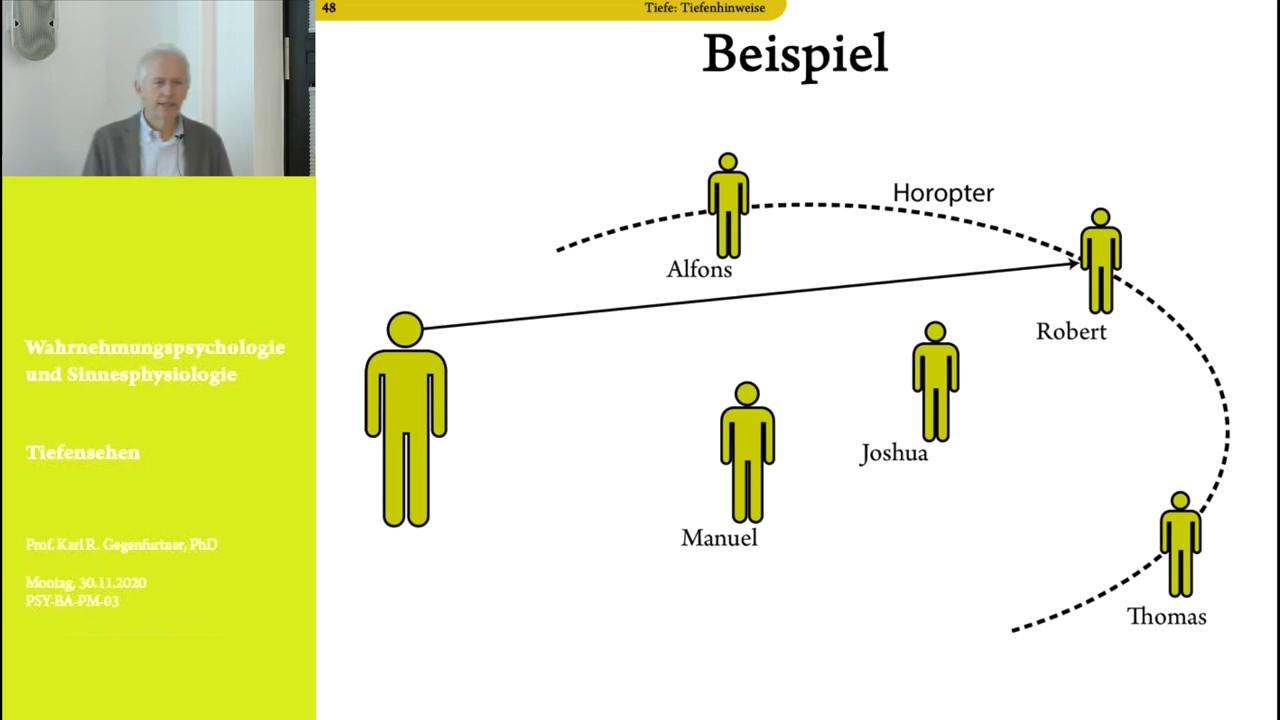 48
Tiefe: Tiefenhinweise
Beispiel
Horopter
Alfons
Robert
Joshua
Manuel
Thomas
Wahrnehmungspsychologie
und Sinnesphysiologie
Tiefensehen
Prof. Karl R. Gegenfurtner, PhD
Montag, 30.11.2020
PSY-BA-PM-03